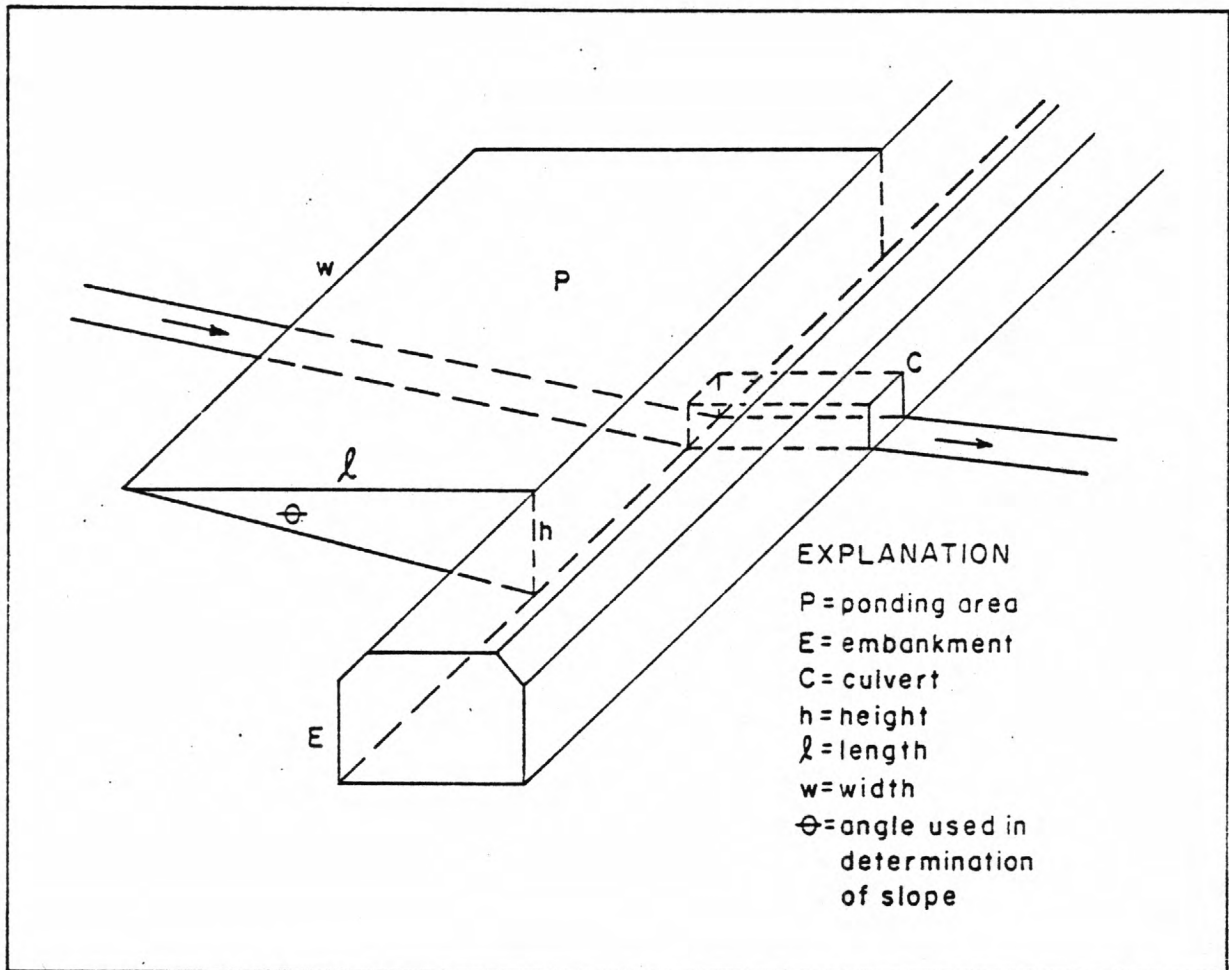 w
P
C
ℓ
θ
h
E
EXPLANATION
P=ponding area
E=embankment
C=culvert
h=height
ℓ=length
w=width
θ=angle used in
determination
of slope